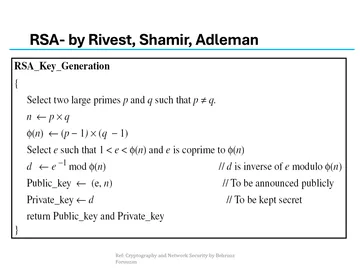 RSA- by Rivest, Shamir, Adleman
RSA_Key_Generation
{
Select two large primes p and q such that p ≠ q.
n ← p × q
ϕ(n) ← (p − 1) × (q − 1)
Select e such that 1 < e < ϕ(n) and e is coprime to ϕ(n)
d ← e⁻¹ mod ϕ(n) // d is inverse of e modulo ϕ(n)
Public_key ← (e, n) // To be announced publicly
Private_key ← d // To be kept secret
return Public_key and Private_key
}
Ref: Cryptography and Network Security by Behrouz
Forouzan